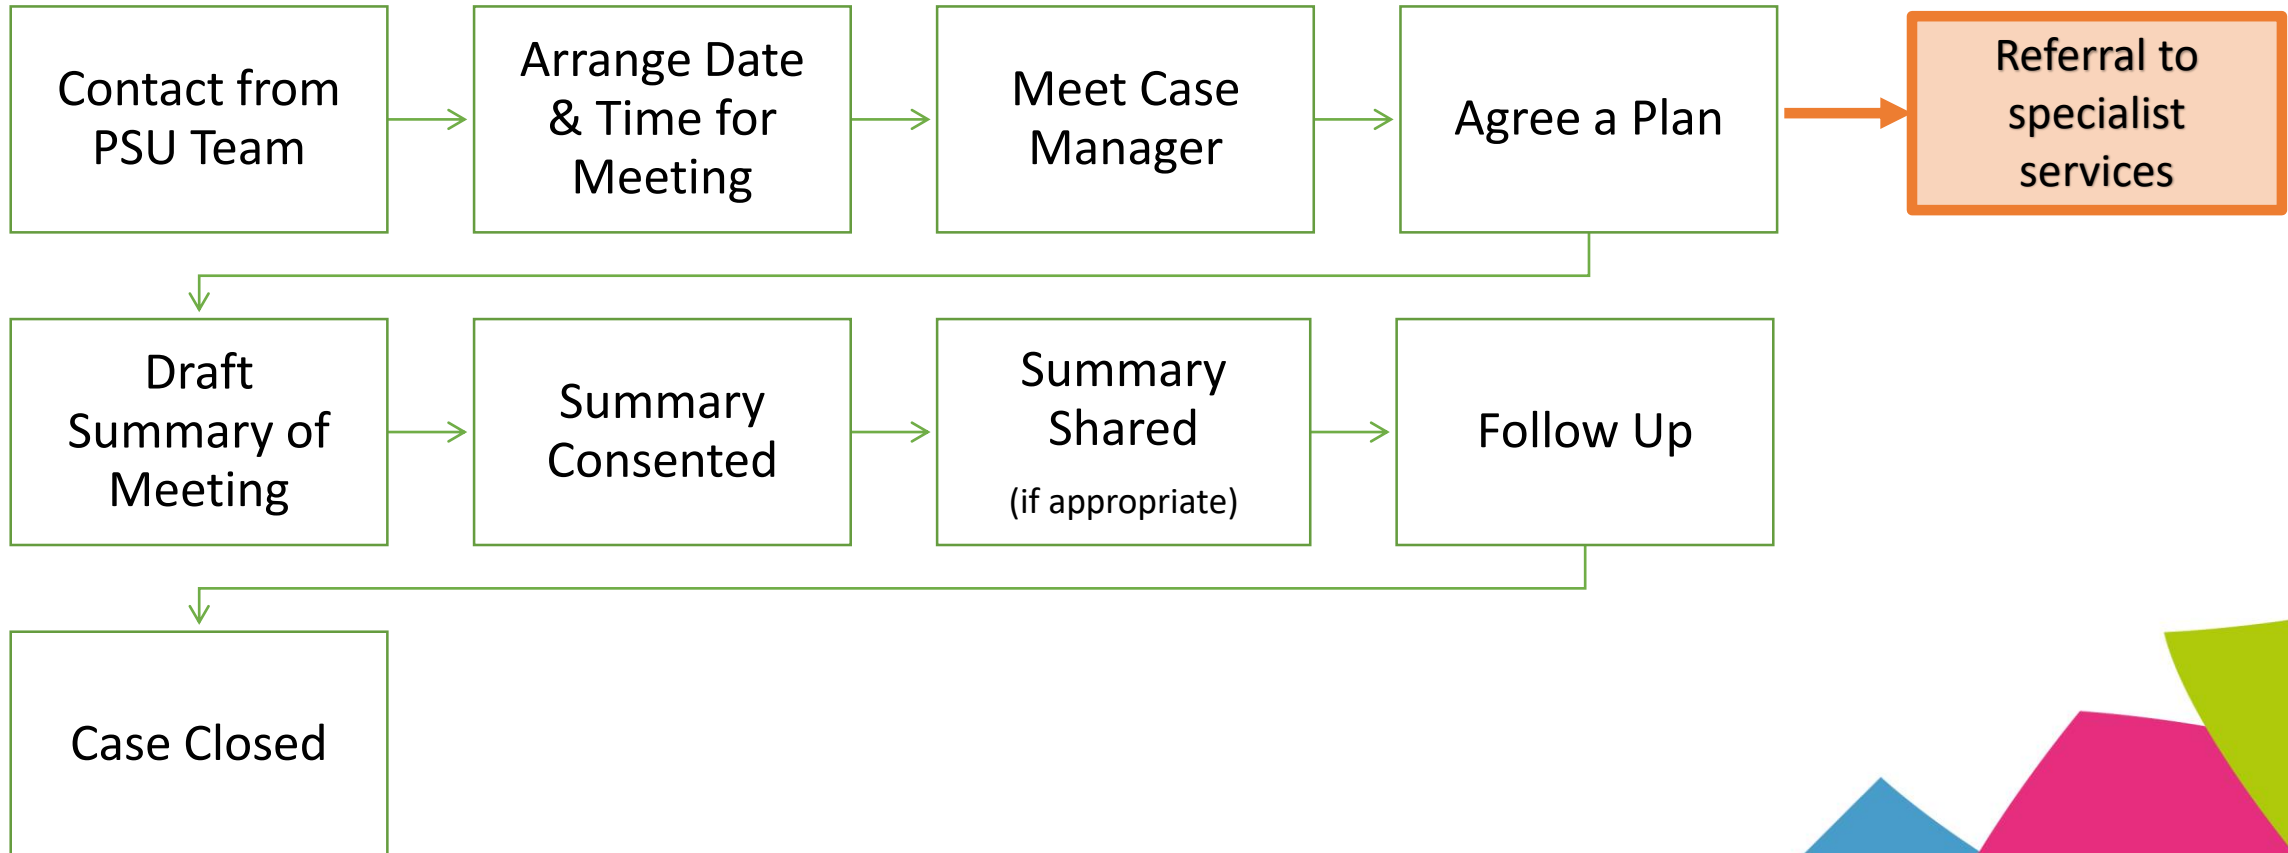 Contact from
PSU Team
Arrange Date
& Time for
Meeting
Meet Case
Manager
Agree a Plan
Referral to
specialist
services
Draft
Summary of
Meeting
Summary
Consented
Summary
Shared
(if appropriate)
Follow Up
Case Closed